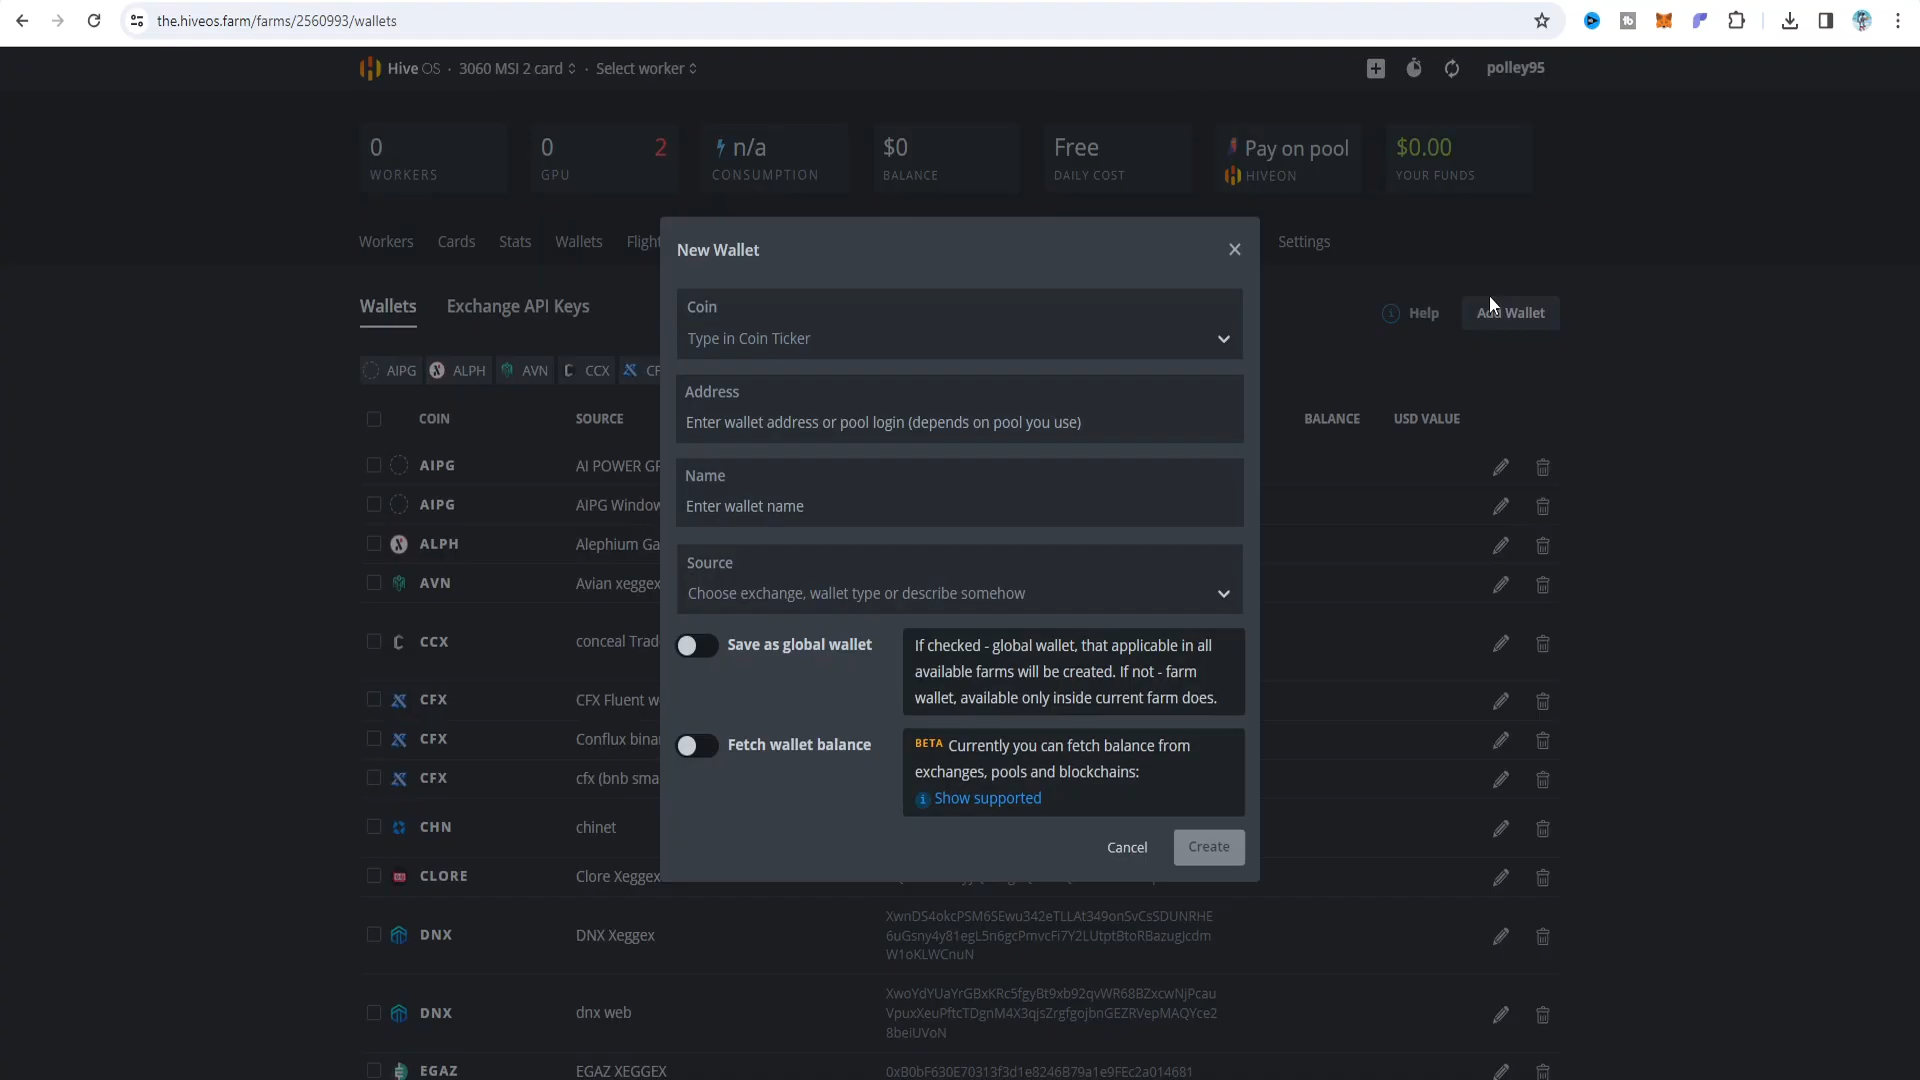 the.hiveos.farm/farms/2560993/wallets
Hive OS · 3060 MSI 2 card · Select worker
polley95
0
WORKERS
0 2
GPU
n/a
CONSUMPTION
$0
BALANCE
Free
DAILY COST
Pay on pool
HIVEON
$0.00
YOUR FUNDS
Workers Cards Stats Wallets Flight Settings
Wallets Exchange API Keys
Help Add Wallet
AIPG ALPH AVN CCX
COIN SOURCE BALANCE USD VALUE
AIPG AI POWER
AIPG AIPG
ALPH Alephium
AVN Avian xeggex
CCX conceal
CFX CFX Fluent
CFX Conflux
CFX cfx (bnb
CHN chinet
CLORE Clore Xeggex
DNX DNX Xeggex
XwnDS4okcPSM6SEwu342eTLLAt349onSvCsSDUNRHE
6uGsny4y81egL5n6gcPmvcFi7Y2LUtptBtoRBazugjcdm
W1oKLWCnuN
DNX dnx web
XwoYdYUaYrGBxKRc5fgyBt9xb92qvWR68BZxcwNjPcau
VpuxXeuPftcTDgnM4X3qjsZrgfgojbnGEZRVepMAQYce2
8beiUVoN
EGAZ EGAZ XEGGEX
0xB0bF630E70313f3d1e8246B79a1e9FEc2a014681
New Wallet
Coin
Type in Coin Ticker
Address
Enter wallet address or pool login (depends on pool you use)
Name
Enter wallet name
Source
Choose exchange, wallet type or describe somehow
Save as global wallet
If checked - global wallet, that applicable in all
available farms will be created. If not - farm
wallet, available only inside current farm does.
Fetch wallet balance
BETA Currently you can fetch balance from
exchanges, pools and blockchains:
Show supported
Cancel Create